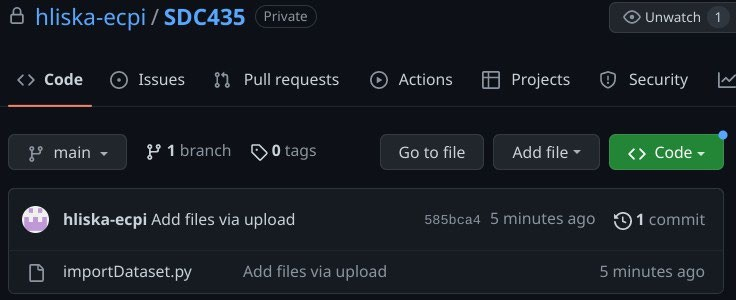 hliska-ecpi / SDC435 Private Unwatch 1
Code Issues Pull requests Actions Projects Security
main 1 branch 0 tags Go to file Add file Code
hliska-ecpi Add files via upload 585bca4 5 minutes ago 1 commit
importDataset.py Add files via upload 5 minutes ago